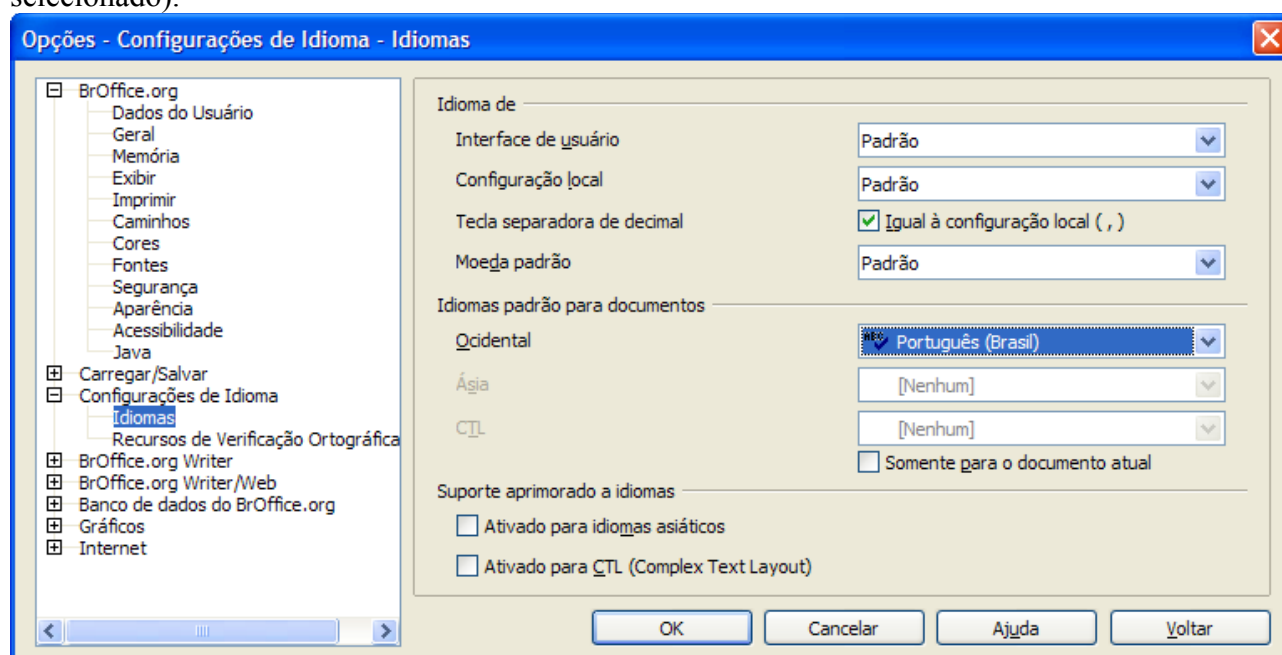 selecionado).
Opções - Configurações de Idioma - Idiomas
BrOffice.org
Dados do Usuário
Geral
Memória
Exibir
Imprimir
Caminhos
Cores
Fontes
Segurança
Aparência
Acessibilidade
Java
Carregar/Salvar
Configurações de Idioma
Idiomas
Recursos de Verificação Ortográfica
BrOffice.org Writer
BrOffice.org Writer/Web
Banco de dados do BrOffice.org
Gráficos
Internet
Idioma de
Interface de usuário Padrão
Configuração local Padrão
Tecla separadora de decimal Igual à configuração local ( , )
Moeda padrão Padrão
Idiomas padrão para documentos
Ocidental ABC Português (Brasil)
Ásia [Nenhum]
CTL [Nenhum]
Somente para o documento atual
Suporte aprimorado a idiomas
Ativado para idiomas asiáticos
Ativado para CTL (Complex Text Layout)
OK Cancelar Ajuda Voltar